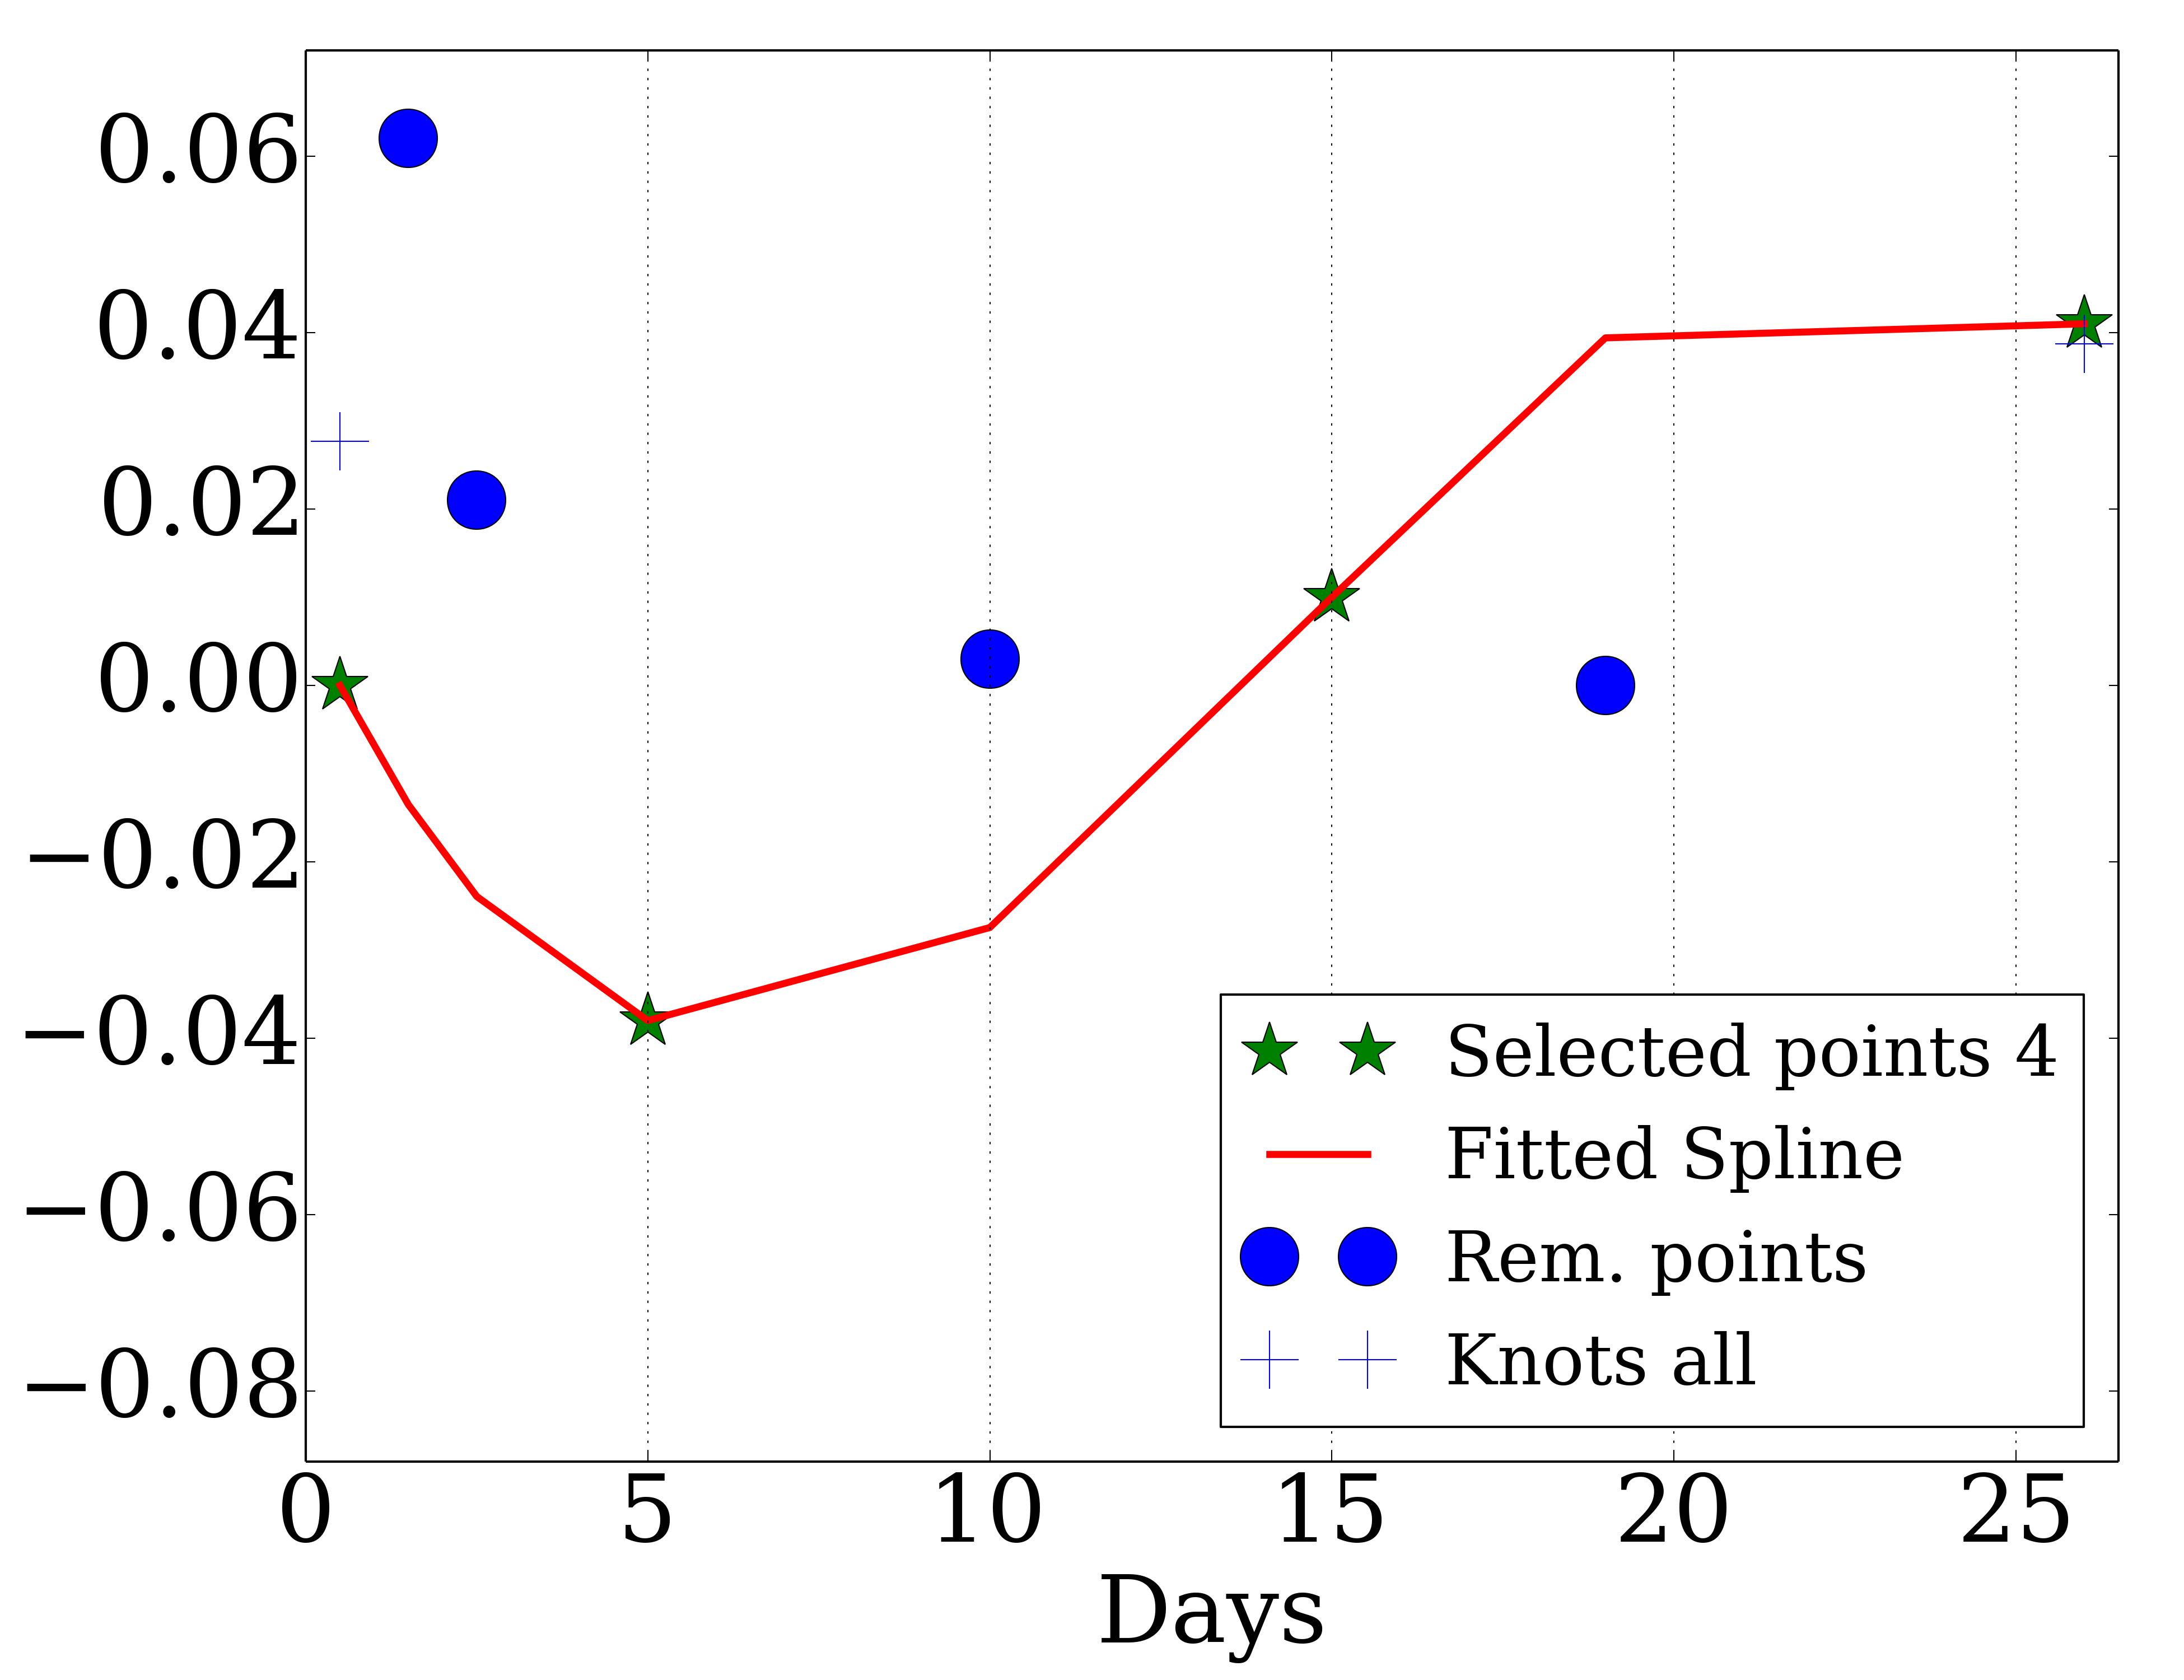 0.06
0.04
0.02
0.00
−0.02
−0.04
−0.06
−0.08
0 5 10 15 20 25
Days
Selected points 4
Fitted Spline
Rem. points
Knots all